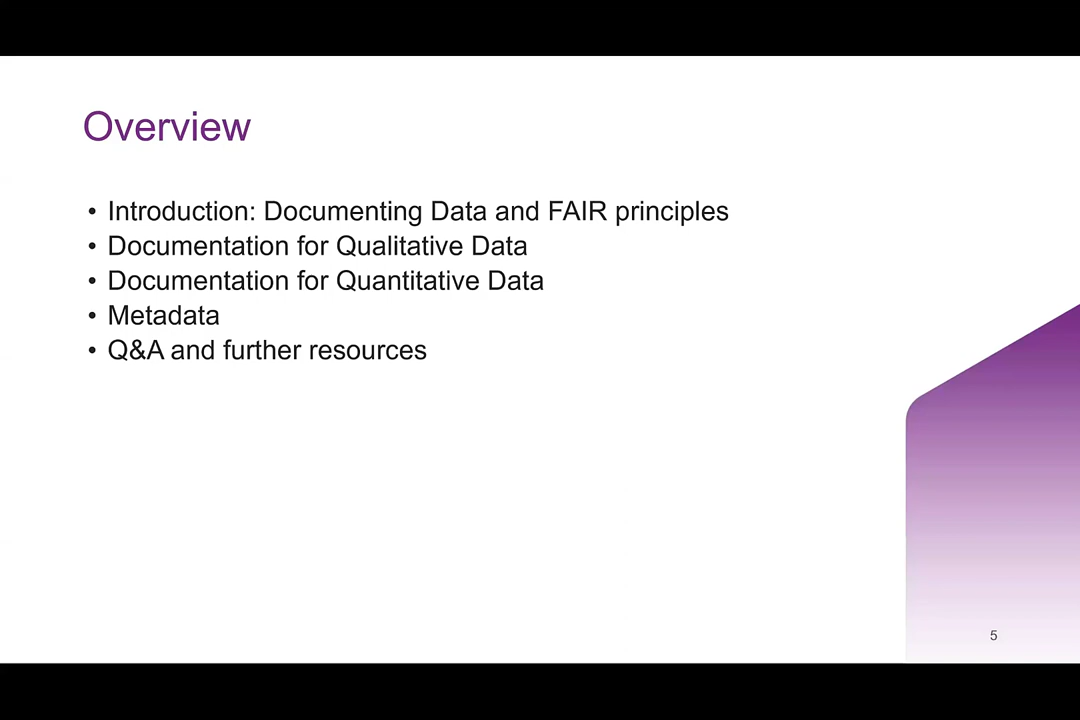 Overview
• Introduction: Documenting Data and FAIR principles
• Documentation for Qualitative Data
• Documentation for Quantitative Data
• Metadata
• Q&A and further resources
5